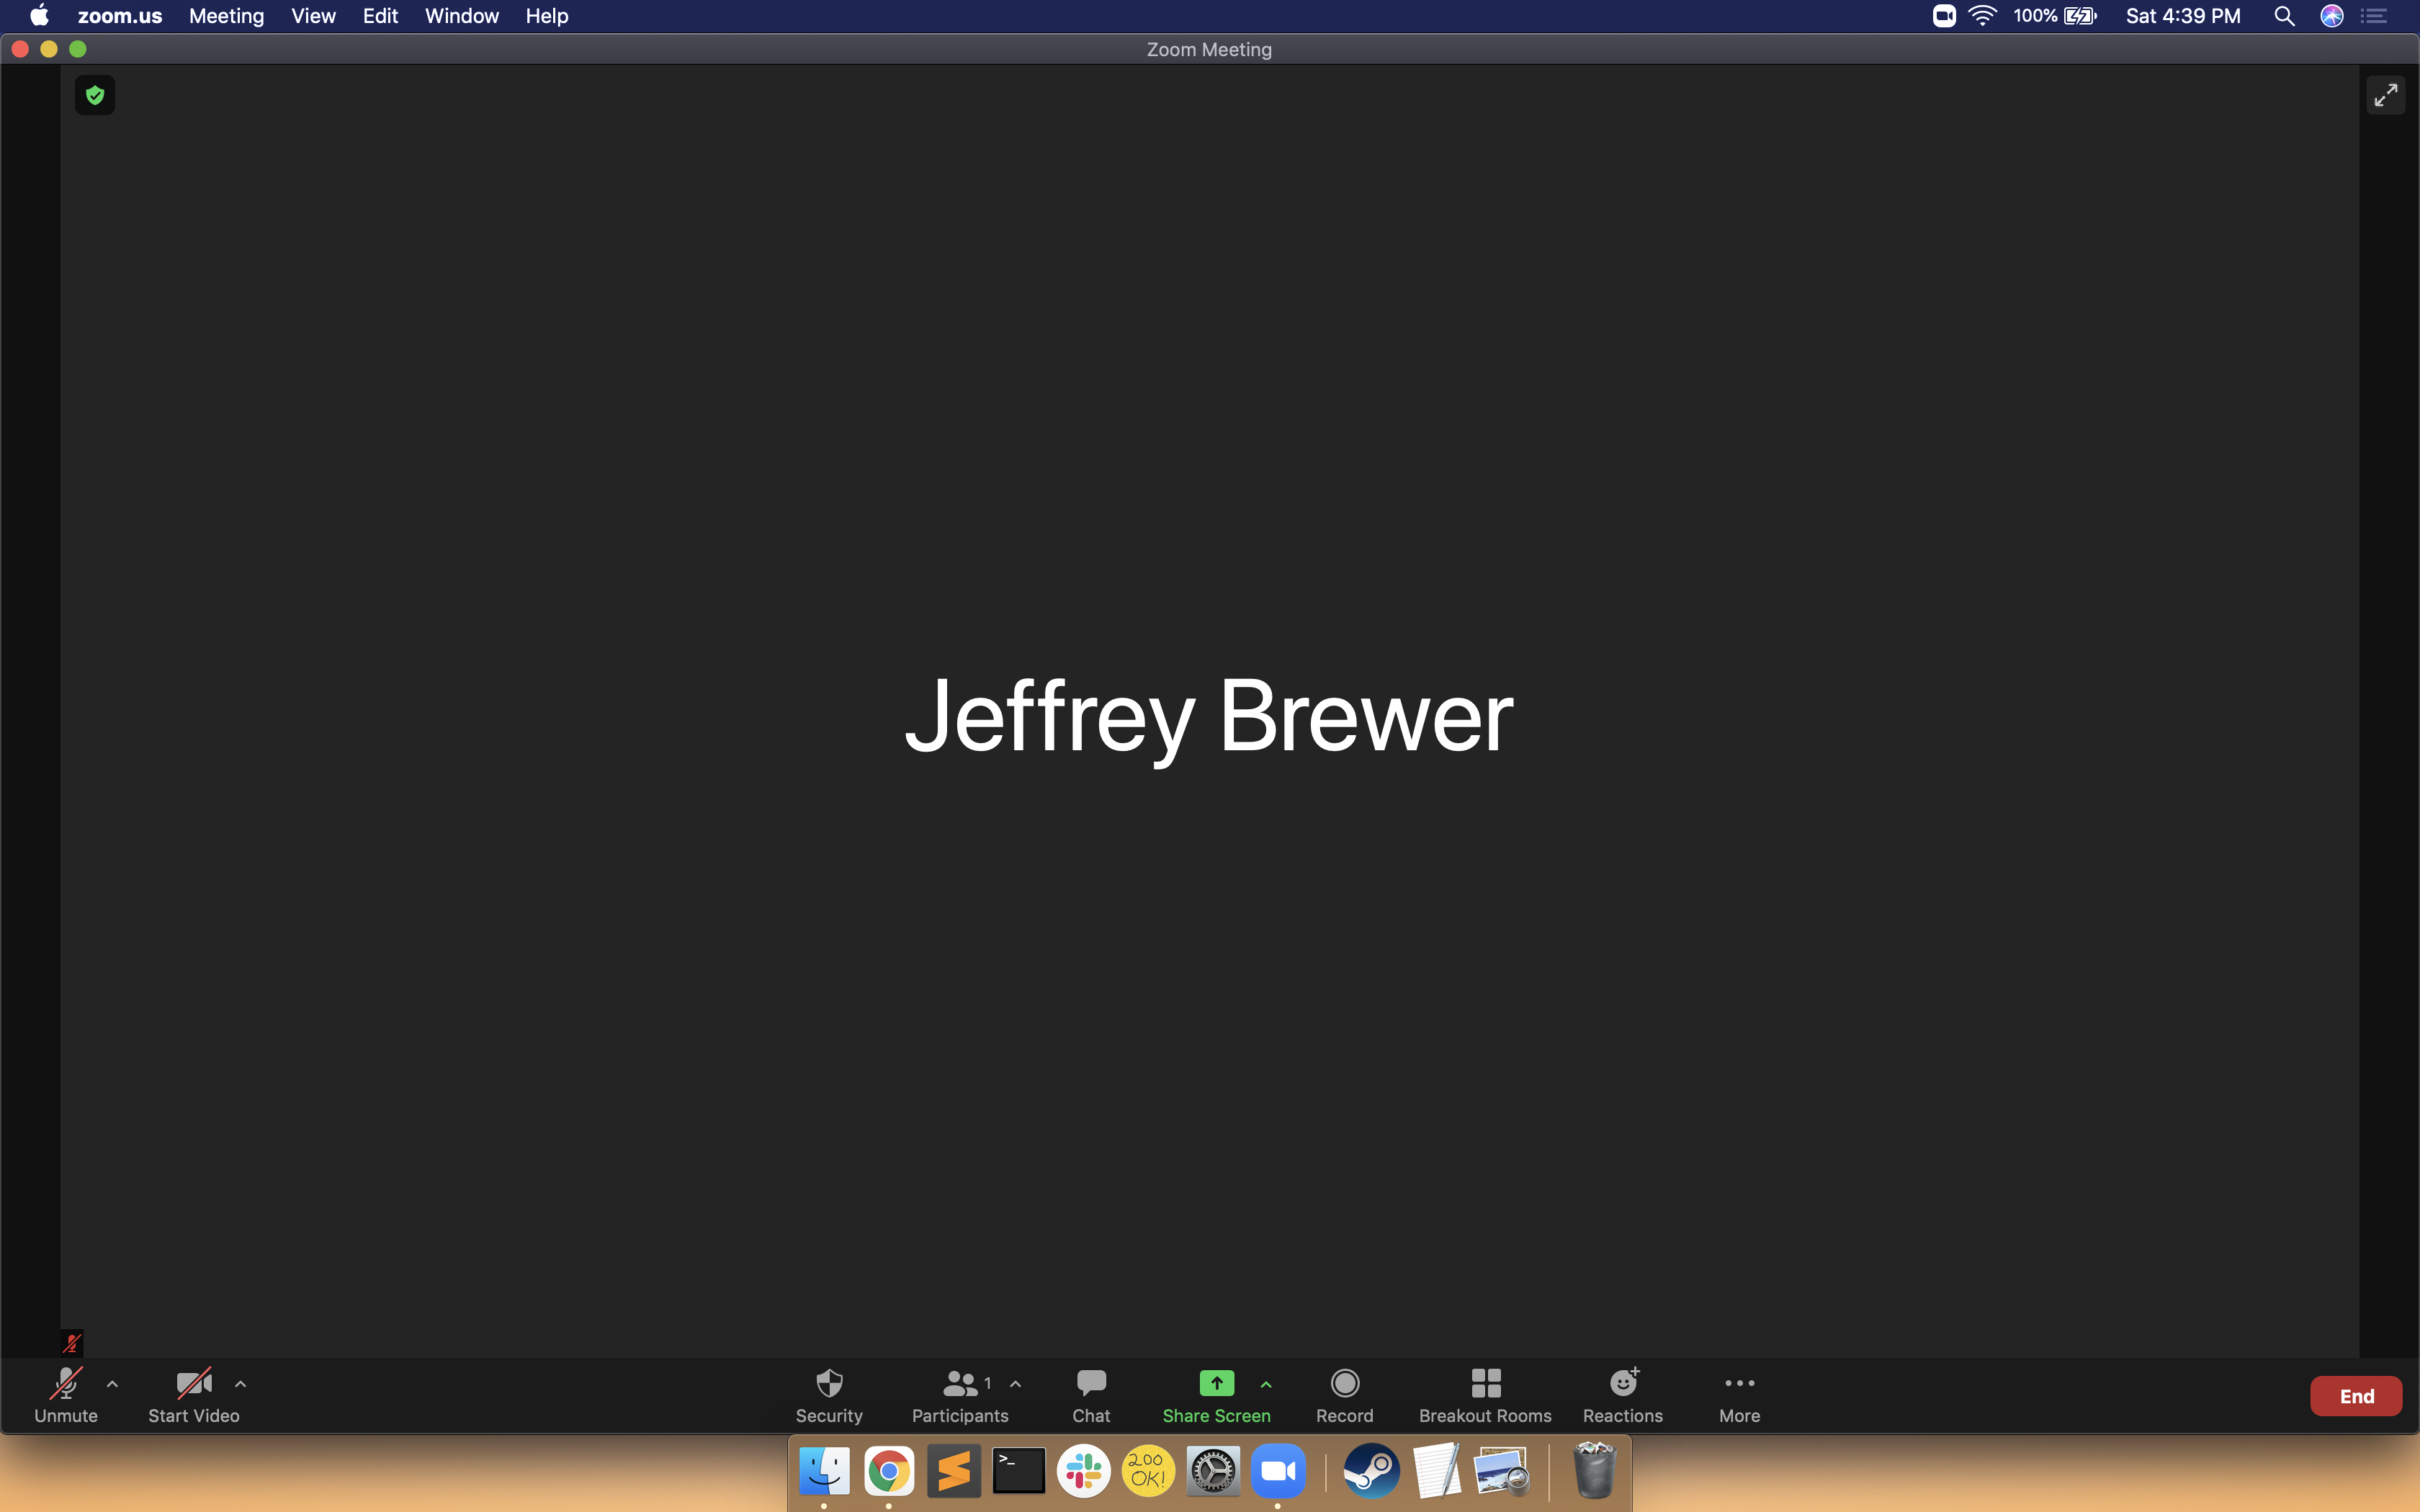 zoom.us Meeting View Edit Window Help 100% Sat 4:39 PM
Zoom Meeting
Jeffrey Brewer
Unmute Start Video Security Participants 1 Chat Share Screen Record Breakout Rooms Reactions More End
>_ 200 OK!